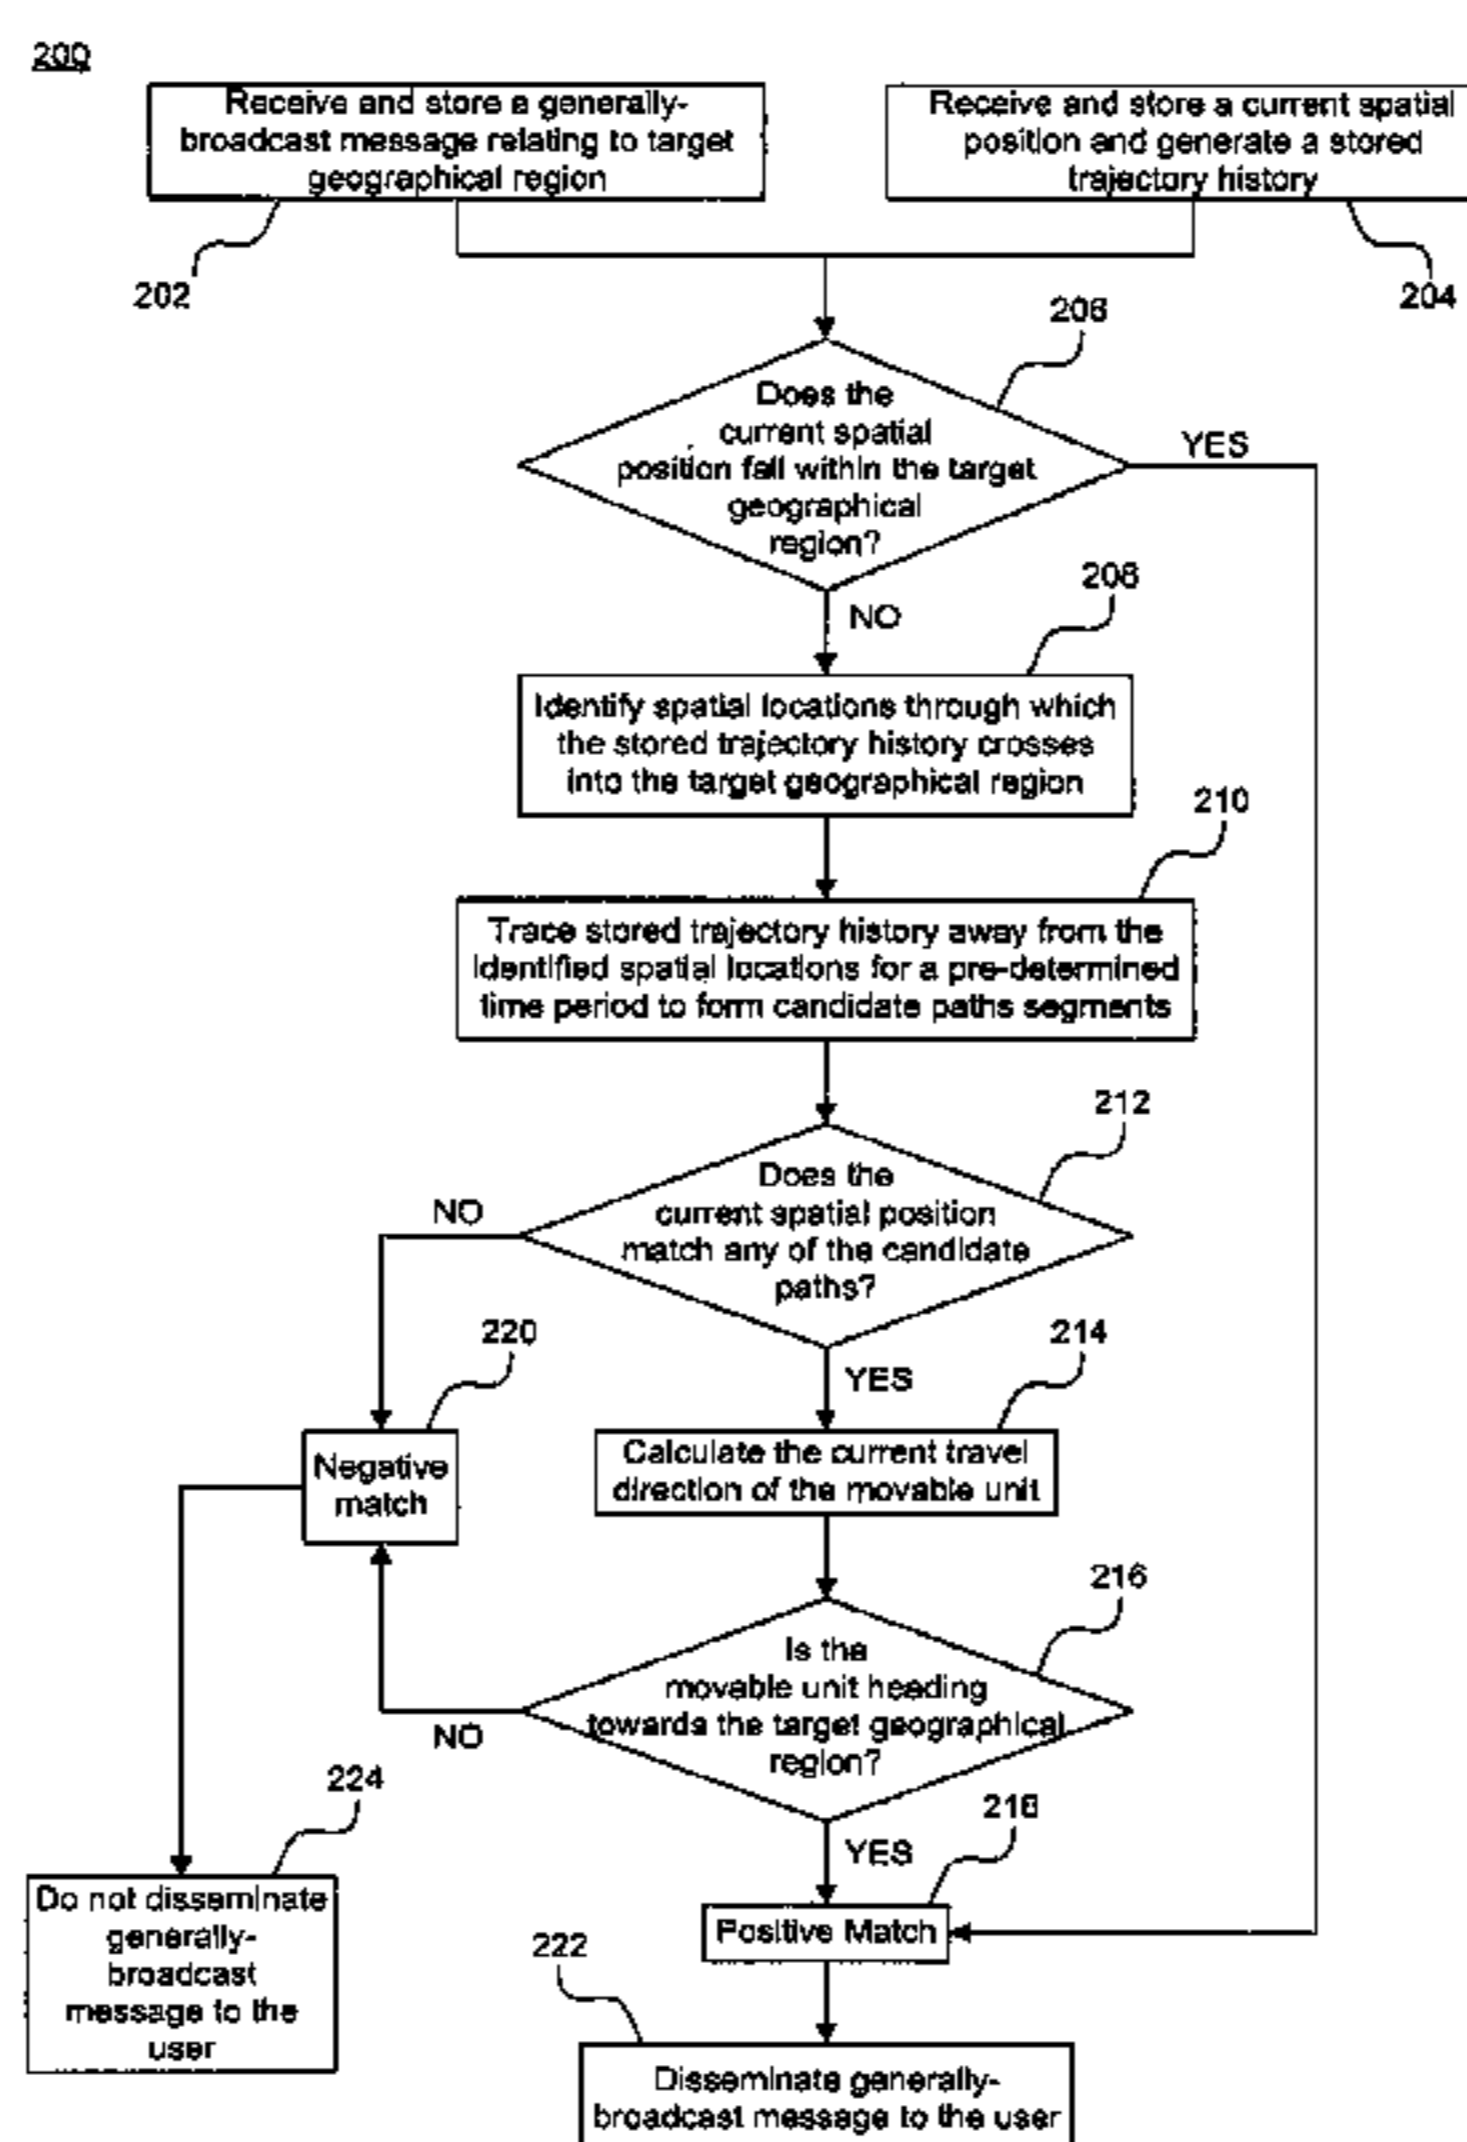 200
Receive and store a generally-
broadcast message relating to target
geographical region
Receive and store a current spatial
position and generate a stored
trajectory history
202
204
206
Does the
current spatial
position fall within the target
geographical
region?
YES
NO
208
Identify spatial locations through which
the stored trajectory history crosses
into the target geographical region
210
Trace stored trajectory history away from the
identified spatial locations for a pre-determined
time period to form candidate paths segments
212
Does the
current spatial position
match any of the candidate
paths?
NO
YES
220
214
Negative
match
Calculate the current travel
direction of the movable unit
216
Is the
movable unit heading
towards the target geographical
region?
NO
YES
224
218
Do not disseminate
generally-
broadcast
message to the
user
Positive Match
222
Disseminate generally-
broadcast message to the user